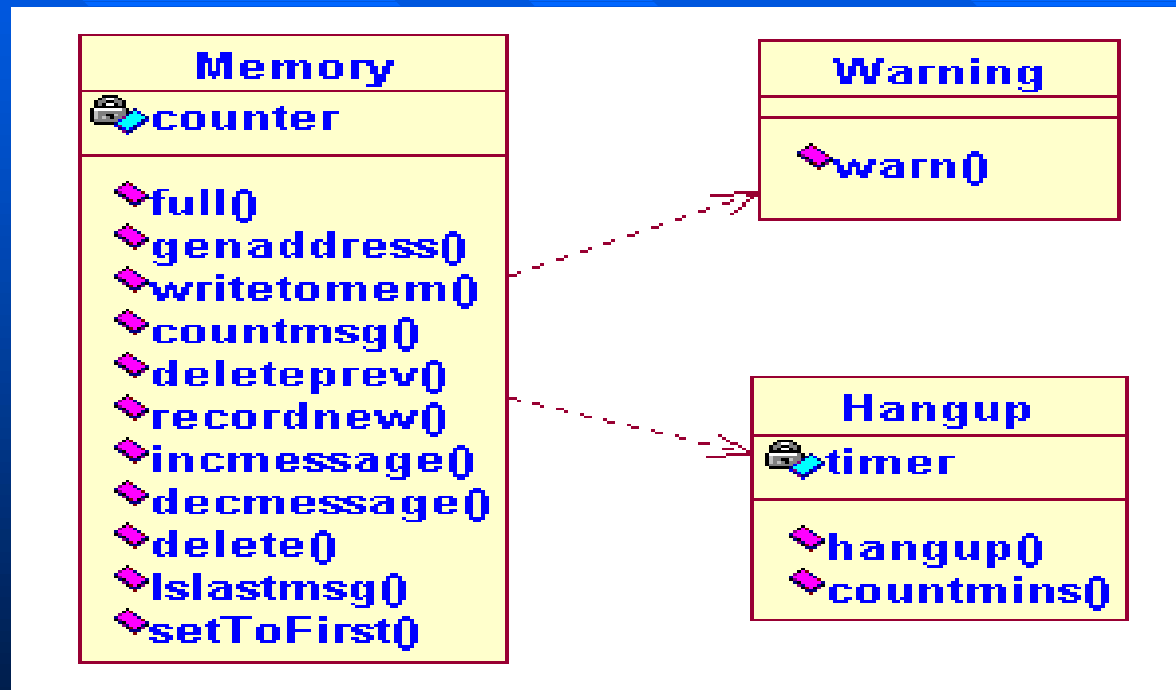 Memory
counter
full()
genaddress()
writetomem()
countmsg()
deleteprev()
recordnew()
incmessage()
decmessage()
delete()
Islastmsg()
setToFirst()
Warning
warn()
Hangup
timer
hangup()
countmins()